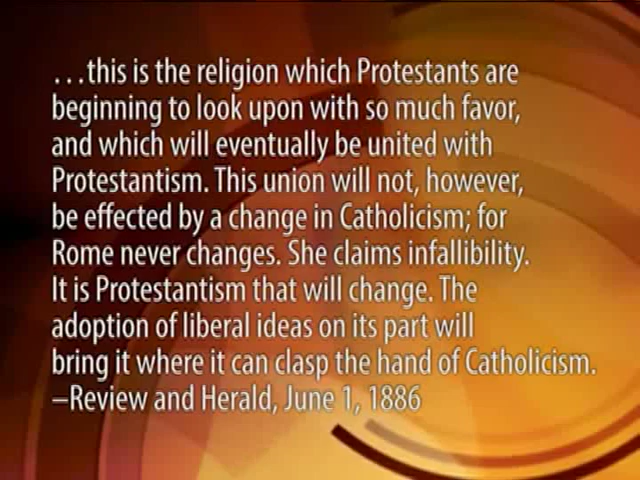 …this is the religion which Protestants are
beginning to look upon with so much favor,
and which will eventually be united with
Protestantism. This union will not, however,
be effected by a change in Catholicism; for
Rome never changes. She claims infallibility.
It is Protestantism that will change. The
adoption of liberal ideas on its part will
bring it where it can clasp the hand of Catholicism.
–Review and Herald, June 1, 1886